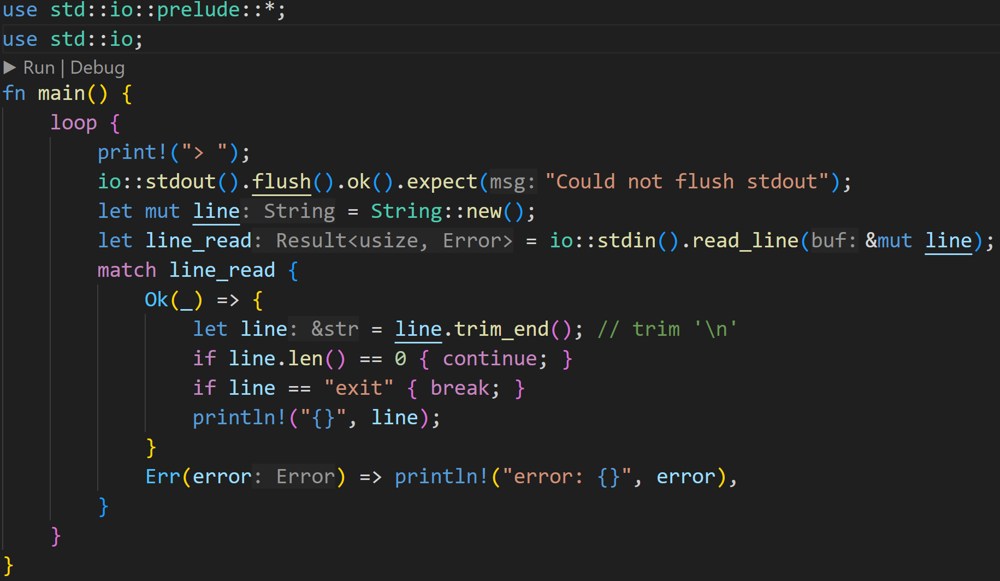 use std::io::prelude::*;
use std::io;
▶ Run | Debug
fn main() {
    loop {
        print!("> ");
        io::stdout().flush().ok().expect(msg: "Could not flush stdout");
        let mut line: String = String::new();
        let line_read: Result<usize, Error> = io::stdin().read_line(buf: &mut line);
        match line_read {
            Ok(_) => {
                let line: &str = line.trim_end(); // trim '\n'
                if line.len() == 0 { continue; }
                if line == "exit" { break; }
                println!("{}", line);
            }
            Err(error: Error) => println!("error: {}", error),
        }
    }
}